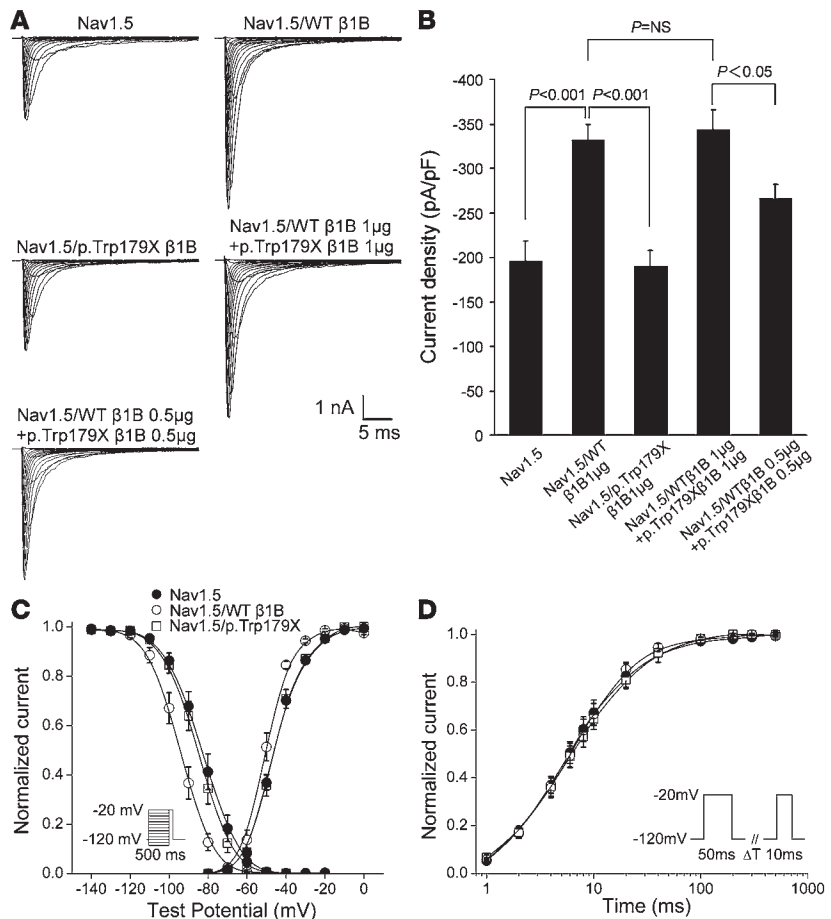 A
Nav1.5
Nav1.5/WT β1B
Nav1.5/p.Trp179X β1B
Nav1.5/WT β1B 1µg
+p.Trp179X β1B 1µg
Nav1.5/WT β1B 0.5µg
+p.Trp179X β1B 0.5µg
1 nA
5 ms
B
P=NS
P<0.05
P<0.001
P<0.001
Current density (pA/pF)
-400
-350
-300
-250
-200
-150
-100
-50
0
Nav1.5
Nav1.5/WT
β1B1µg
Nav1.5/p.Trp179X
β1B1µg
Nav1.5/WTβ1B 1µg
+p.Trp179Xβ1B 1µg
Nav1.5/WTβ1B 0.5µg
+p.Trp179Xβ1B 0.5µg
C
Nav1.5
Nav1.5/WT β1B
Nav1.5/p.Trp179X
Normalized current
1.0
0.8
0.6
0.4
0.2
0.0
-20 mV
-120 mV
500 ms
-140 -120 -100 -80 -60 -40 -20 0
Test Potential (mV)
D
Normalized current
1.0
0.8
0.6
0.4
0.2
0.0
-20mV
-120mV
//
50ms ΔT 10ms
1 10 100 1000
Time (ms)